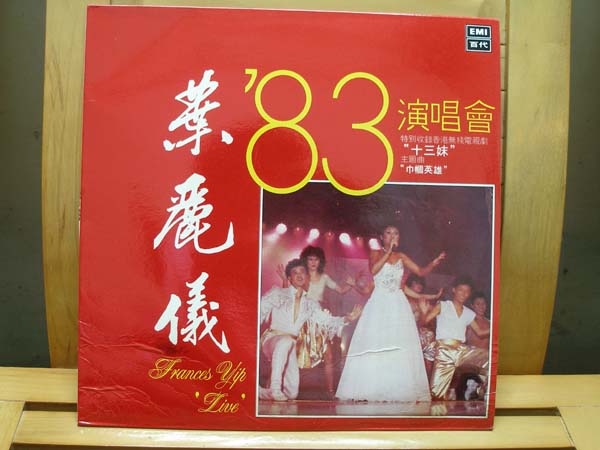 EMI
百代
葉麗儀
'83
演唱會
特別收錄香港無綫電視劇
"十三妹"
主題曲
"巾幗英雄"
Frances Yip
'Live'